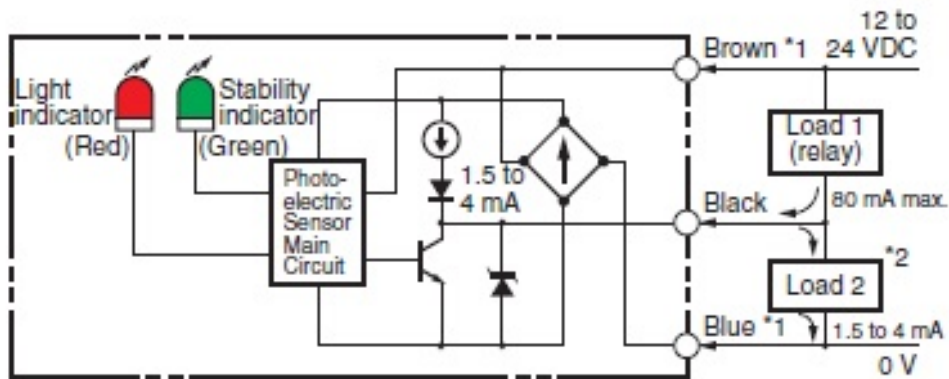 12 to
24 VDC
Brown *1
Light
indicator
(Red)
Stability
indicator
(Green)
Load 1
(relay)
Photo-
electric
Sensor
Main
Circuit
1.5 to
4 mA
Black
80 mA max.
*2
Load 2
Blue *1
1.5 to 4 mA
0 V